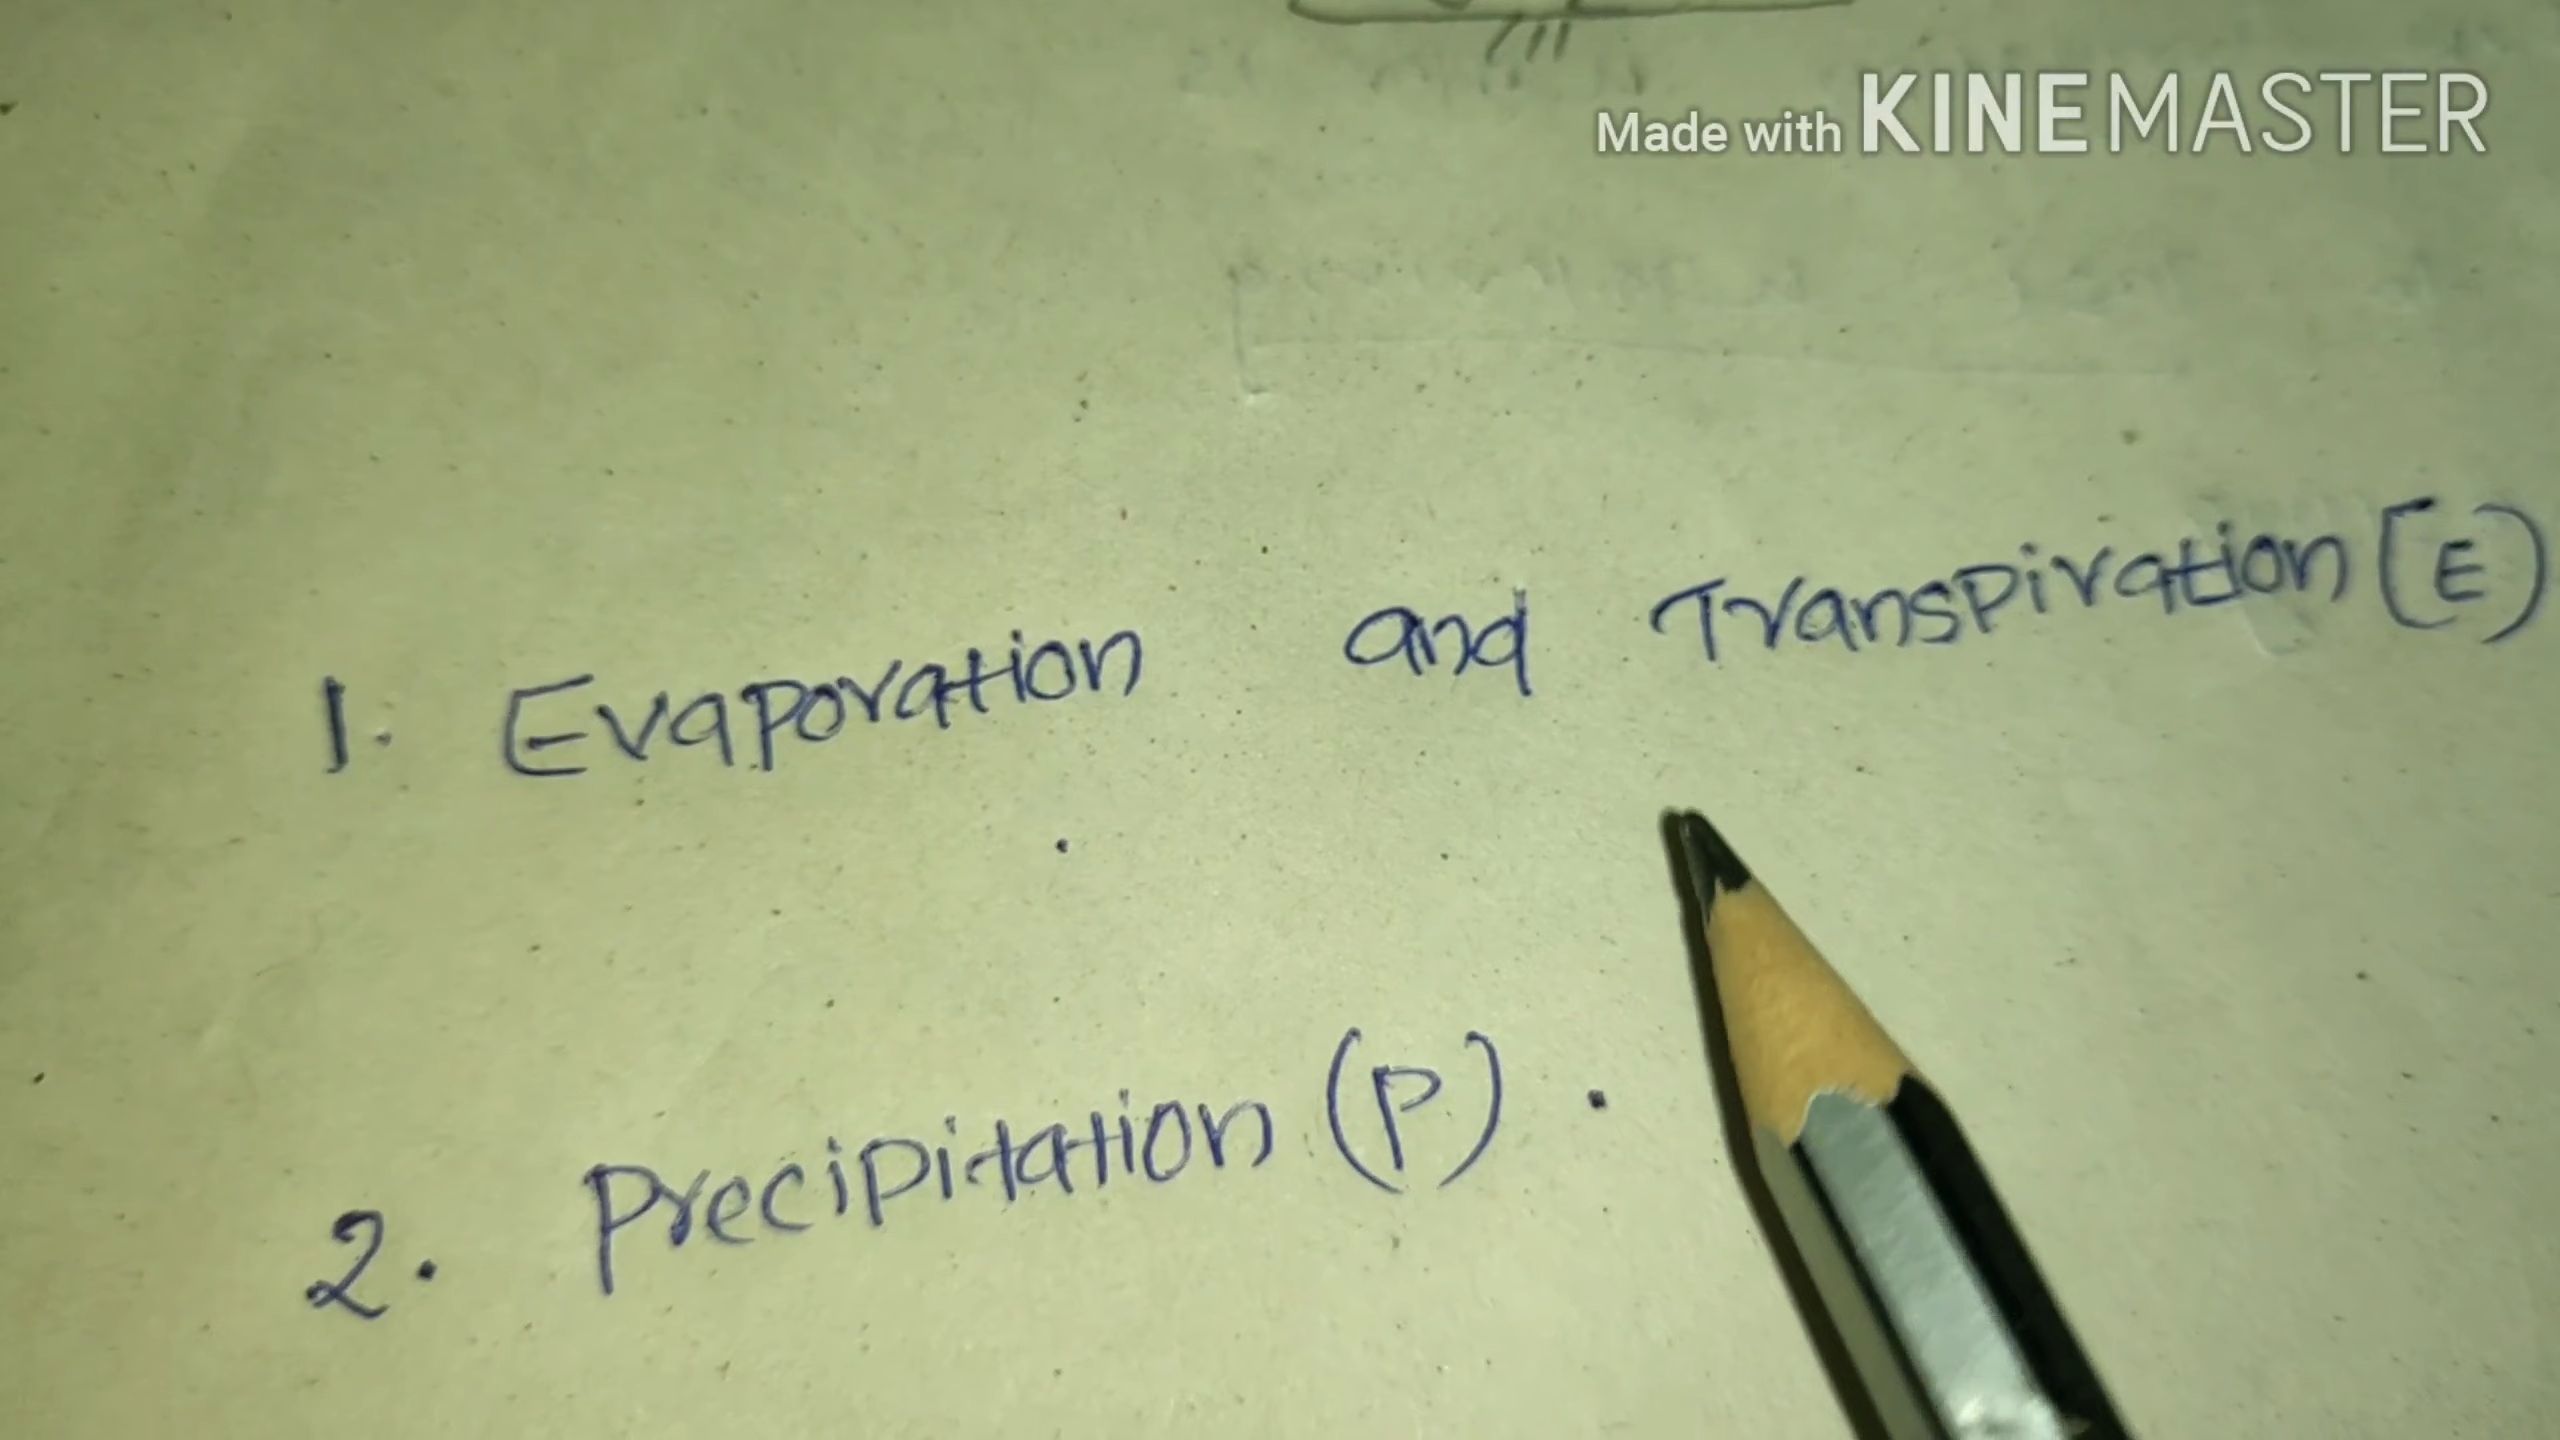 Made with KINEMASTER
1. Evaporation and Transpiration (E)
2. Precipitation (P).